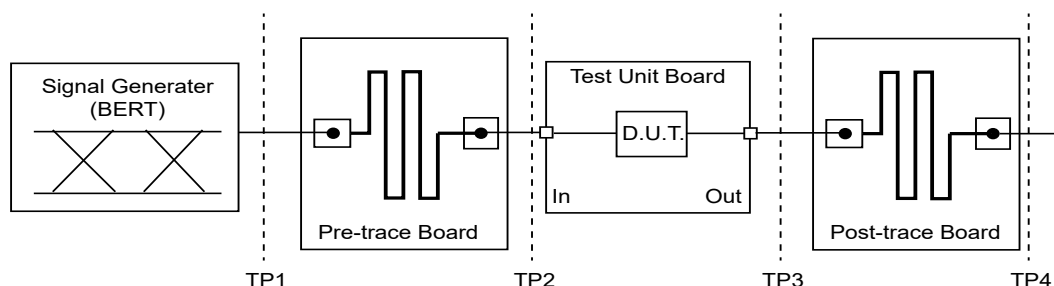 Signal Generater
(BERT)
Pre-trace Board
Test Unit Board
D.U.T.
In
Out
Post-trace Board
TP1
TP2
TP3
TP4